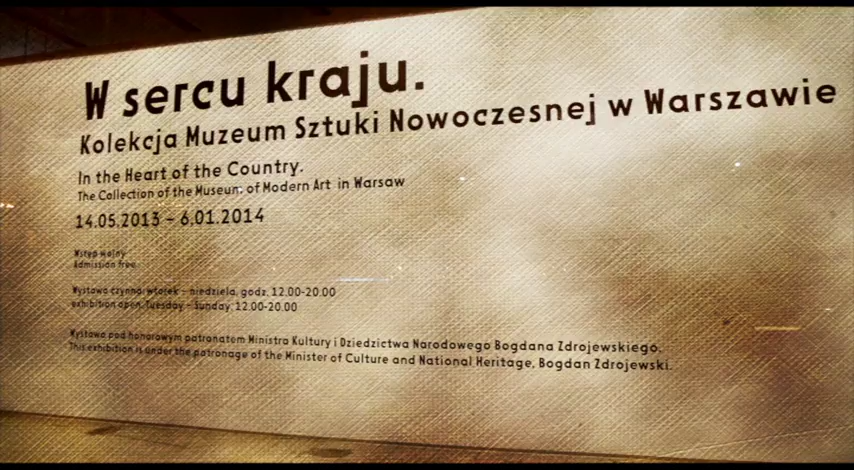 W sercu kraju.
Kolekcja Muzeum Sztuki Nowoczesnej w Warszawie
In the Heart of the Country.
The Collection of the Museum of Modern Art in Warsaw
14.05.2013 – 6.01.2014
Wstęp wolny
Admission free
Wystawa czynna: wtorek – niedziela, godz. 12.00-20.00
exhibition open: Tuesday – Sunday, 12.00-20.00
Wystawa pod honorowym patronatem Ministra Kultury i Dziedzictwa Narodowego Bogdana Zdrojewskiego.
This exhibition is under the patronage of the Minister of Culture and National Heritage, Bogdan Zdrojewski.